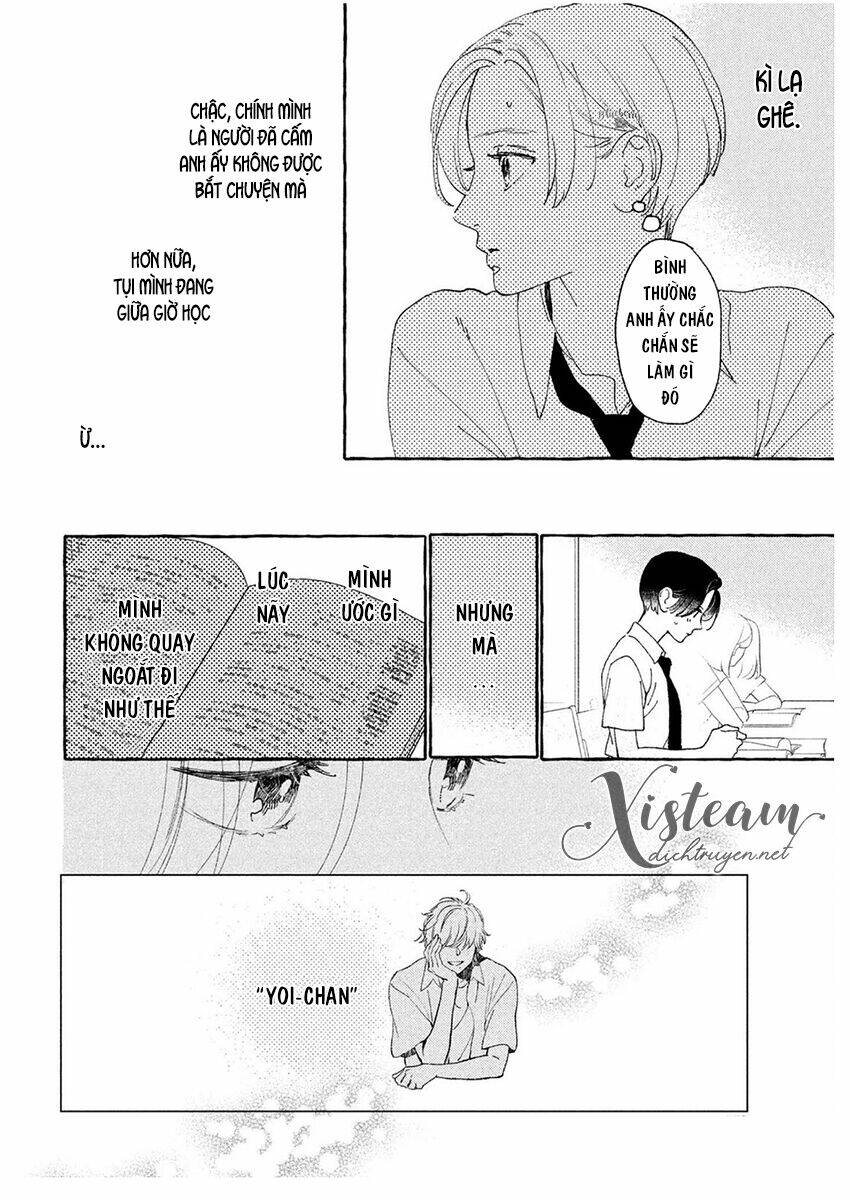 KÌ LẠ
GHÊ.
BÌNH
THƯỜNG
ANH ẤY CHẮC
CHẮN SẼ
LÀM GÌ
ĐÓ
CHẬC, CHÍNH MÌNH
LÀ NGƯỜI ĐÃ CẤM
ANH ẤY KHÔNG ĐƯỢC
BẮT CHUYỆN MÀ
HƠN NỮA,
TỤI MÌNH ĐANG
GIỮA GIỜ HỌC
Ừ...
NHƯNG
MÀ
...
MÌNH
ƯỚC GÌ
LÚC
NÃY
MÌNH
KHÔNG QUAY
NGOẮT ĐI
NHƯ THẾ
Xisteam
dichtruyen.net
"YOI-CHAN"